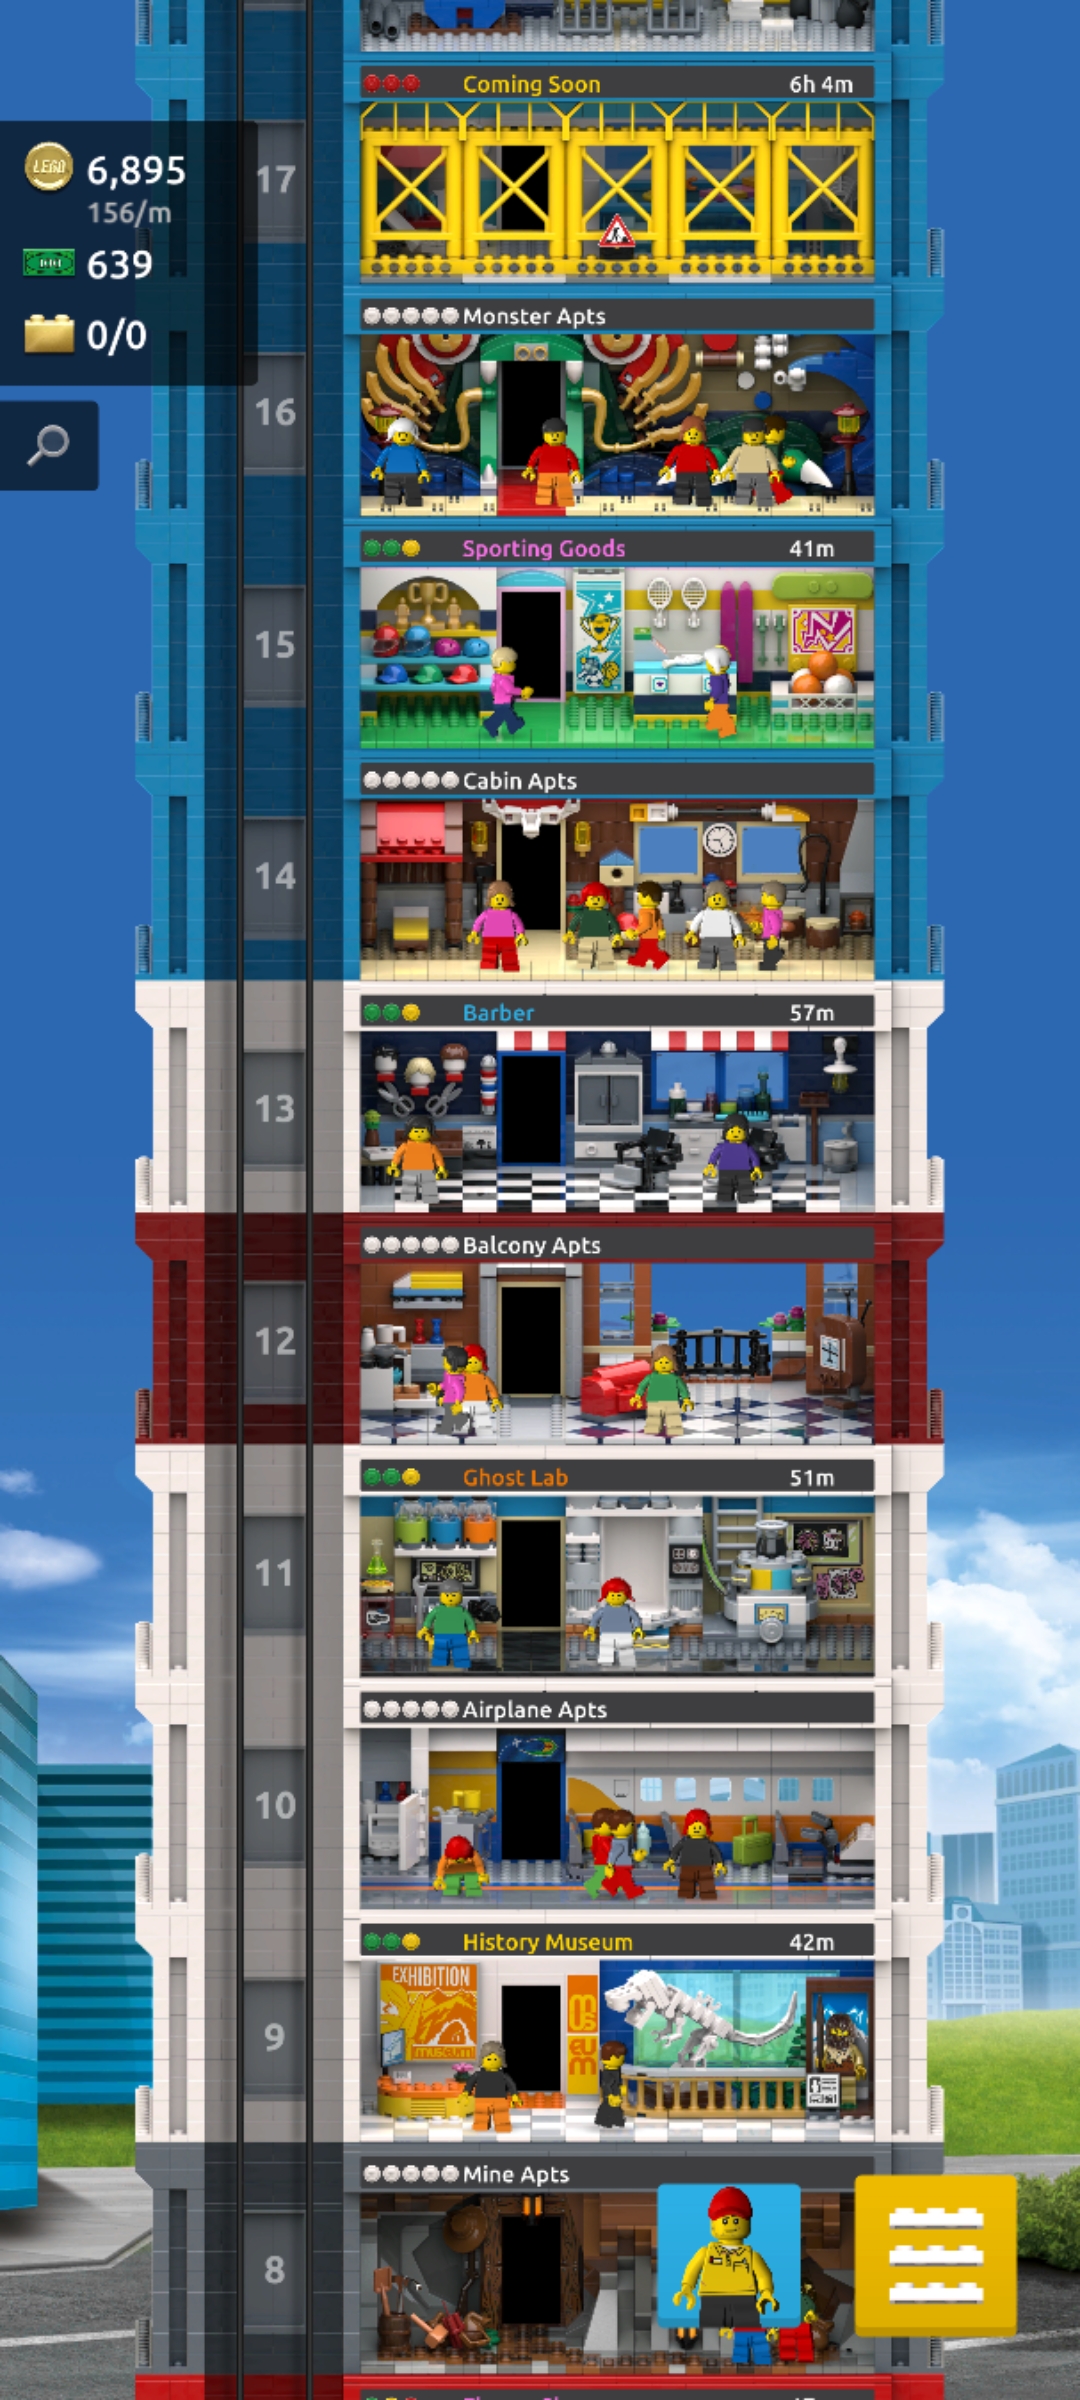 Coming Soon 6h 4m
17
LEGO 6,895
156/m
639
0/0
Monster Apts
16
Sporting Goods 41m
15
Cabin Apts
14
Barber 57m
13
Balcony Apts
12
Ghost Lab 51m
11
Airplane Apts
10
History Museum 42m
EXHIBITION
museum
MUSEUM
9
Mine Apts
8